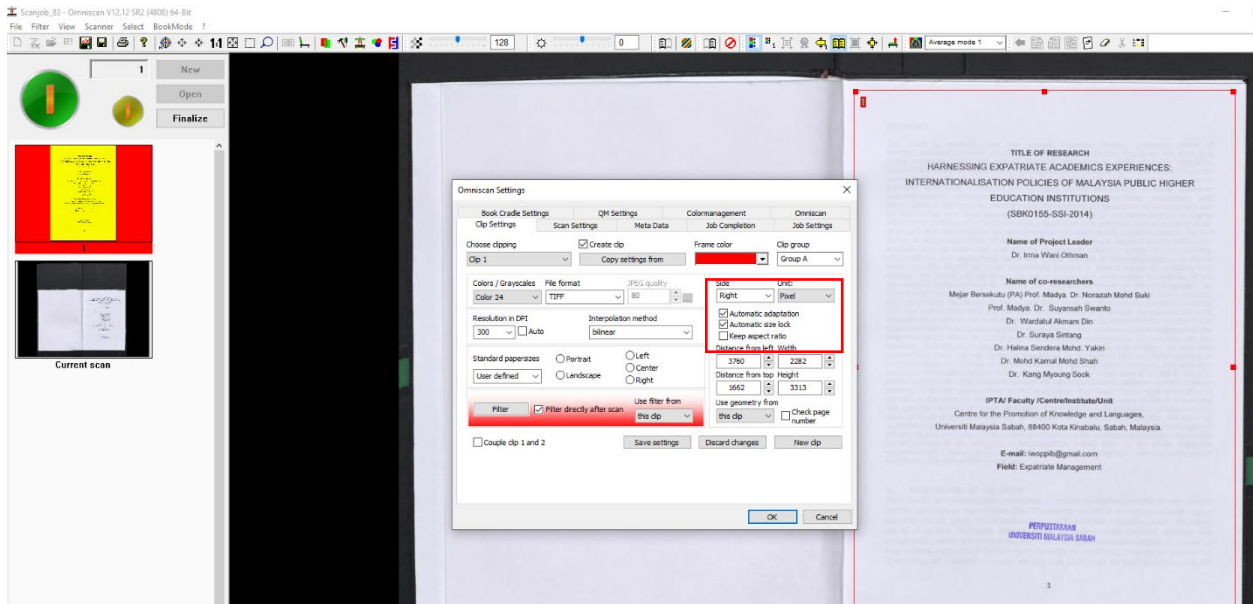 Scanjob_83 - Omniscan V12.12 SR2 (4808) 64-Bit
File Filter View Scanner Select BookMode ?
1:1 128 0 Average mode 1
1 New
Open
Finalize
1
Current scan
Omniscan Settings
Book Cradle Settings QM Settings Colormanagement Omniscan
Clip Settings Scan Settings Meta Data Job Completion Job Settings
Choose clipping Create clip Frame color Clip group
Clip 1 Copy settings from Group A
Colors / Grayscales File format JPEG quality Side Unit:
Color 24 TIFF 80 Right Pixel
Automatic adaptation
Resolution in DPI Interpolation method Automatic size lock
300 Auto bilinear Keep aspect ratio
Distance from left Width
Standard papersizes Portrait Left 3760 2282
Center Distance from top Height
User defined Landscape Right 1662 3313
Use filter from Use geometry from
Filter Filter directly after scan this clip this clip Check page number
Couple clip 1 and 2 Save settings Discard changes New clip
OK Cancel
1
TITLE OF RESEARCH
HARNESSING EXPATRIATE ACADEMICS EXPERIENCES:
INTERNATIONALISATION POLICIES OF MALAYSIA PUBLIC HIGHER
EDUCATION INSTITUTIONS
(SBK0155-SSI-2014)
Name of Project Leader
Dr. Irma Wani Othman
Name of co-researchers
Mejar Bersekutu (PA) Prof. Madya. Dr. Norazah Mohd Suki
Prof. Madya. Dr. Suyansah Swanto
Dr. Wardatul Akmam Din
Dr. Suraya Sintang
Dr. Halina Sendera Mohd. Yakin
Dr. Mohd Kamal Mohd Shah
Dr. Kang Myoung Sook
IPTA/ Faculty /Centre/Institute/Unit
Centre for the Promotion of Knowledge and Languages,
Universiti Malaysia Sabah, 88400 Kota Kinabalu, Sabah, Malaysia.
E-mail: iwoppib@gmail.com
Field: Expatriate Management
PERPUSTAKAAN
UNIVERSITI MALAYSIA SABAH
1